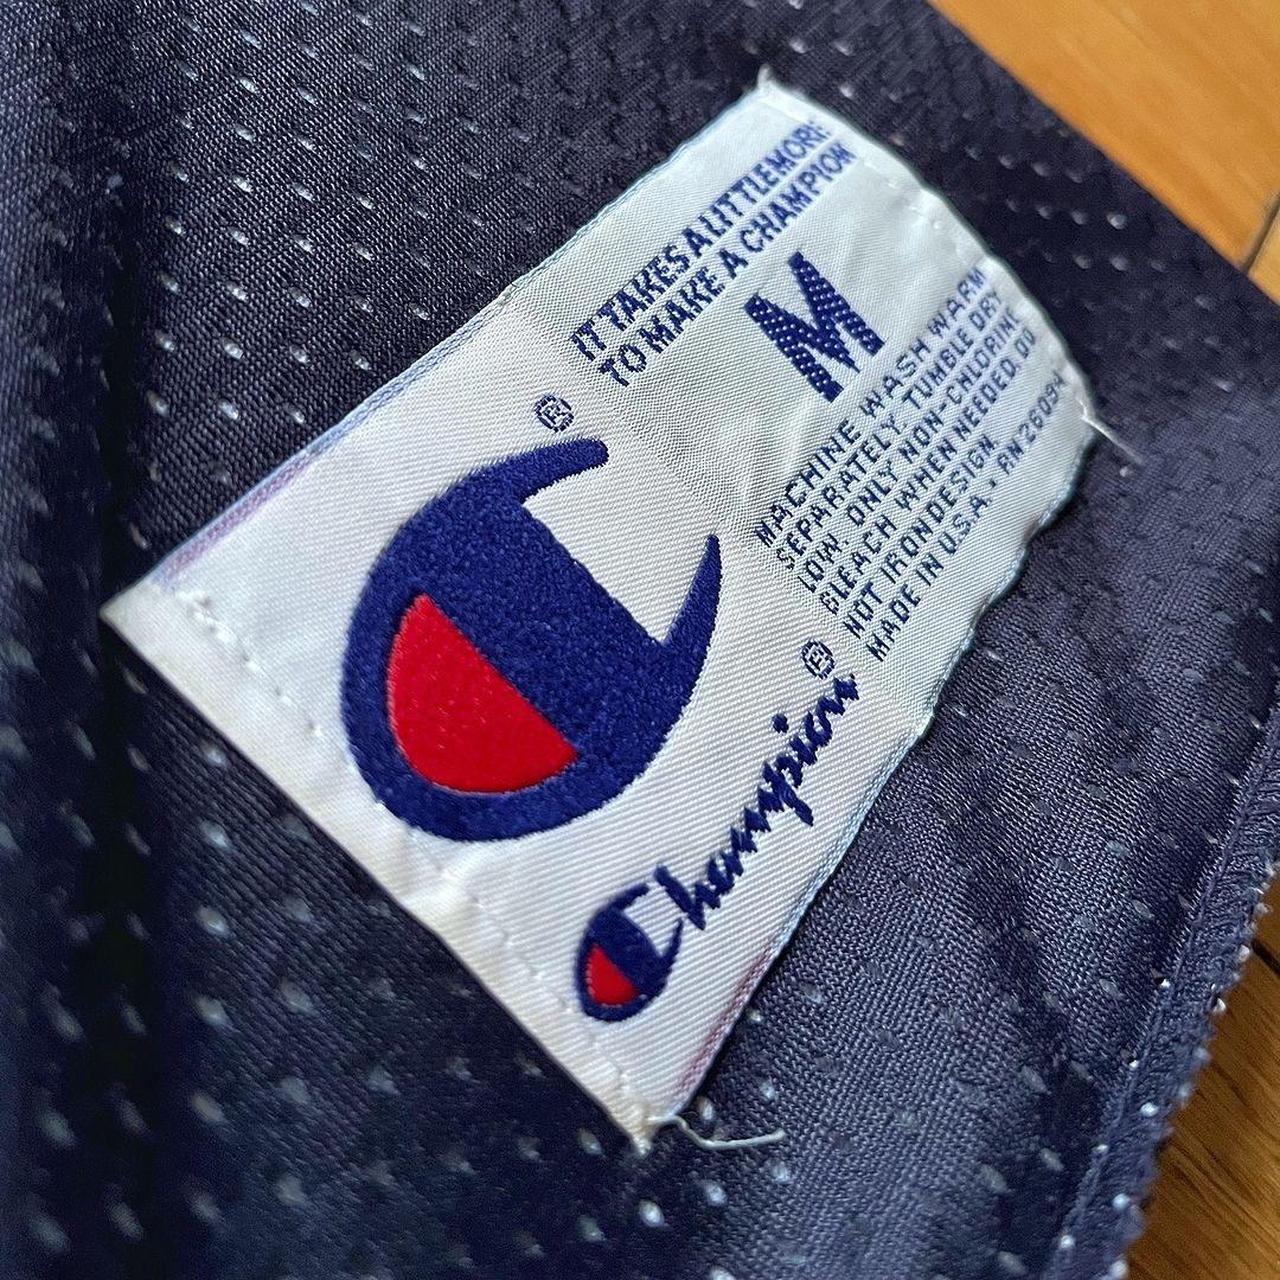 IT TAKES A LITTLE MORE
TO MAKE A CHAMPION
M
MACHINE WASH WARM
SEPARATELY. TUMBLE DRY
LOW. ONLY NON-CHLORINE
BLEACH WHEN NEEDED. DO
NOT IRON DESIGN.
MADE IN U.S.A. RN 26094
®
Champion®